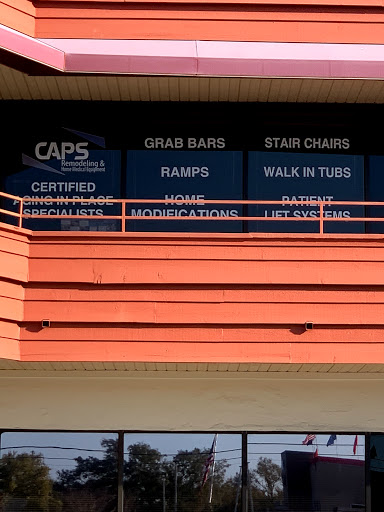 CAPS
Remodeling &
Home Medical Equipment
CERTIFIED
AGING IN PLACE
SPECIALISTS
GRAB BARS
RAMPS
HOME
MODIFICATIONS
STAIR CHAIRS
WALK IN TUBS
PATIENT
LIFT SYSTEMS